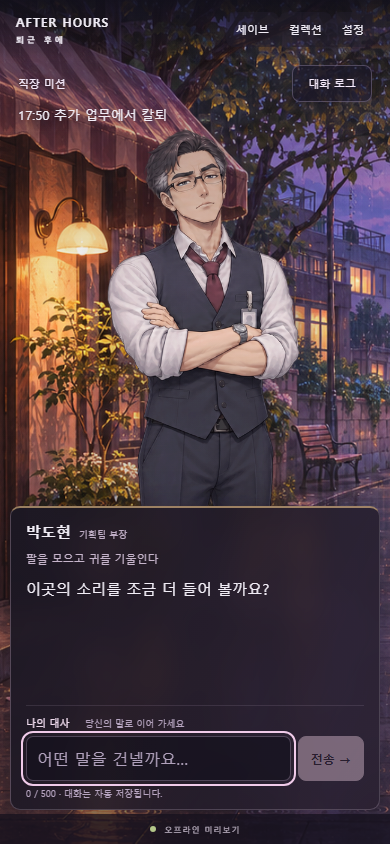 AFTER HOURS
퇴근 후에
세이브 컬렉션 설정
직장 미션
대화 로그
17:50 추가 업무에서 칼퇴
박도현 기획팀 부장
팔을 모으고 귀를 기울인다
이곳의 소리를 조금 더 들어 볼까요?
나의 대사 당신의 말로 이어 가세요
어떤 말을 건넬까요...
전송 →
0 / 500 · 대화는 자동 저장됩니다.
오프라인 미리보기